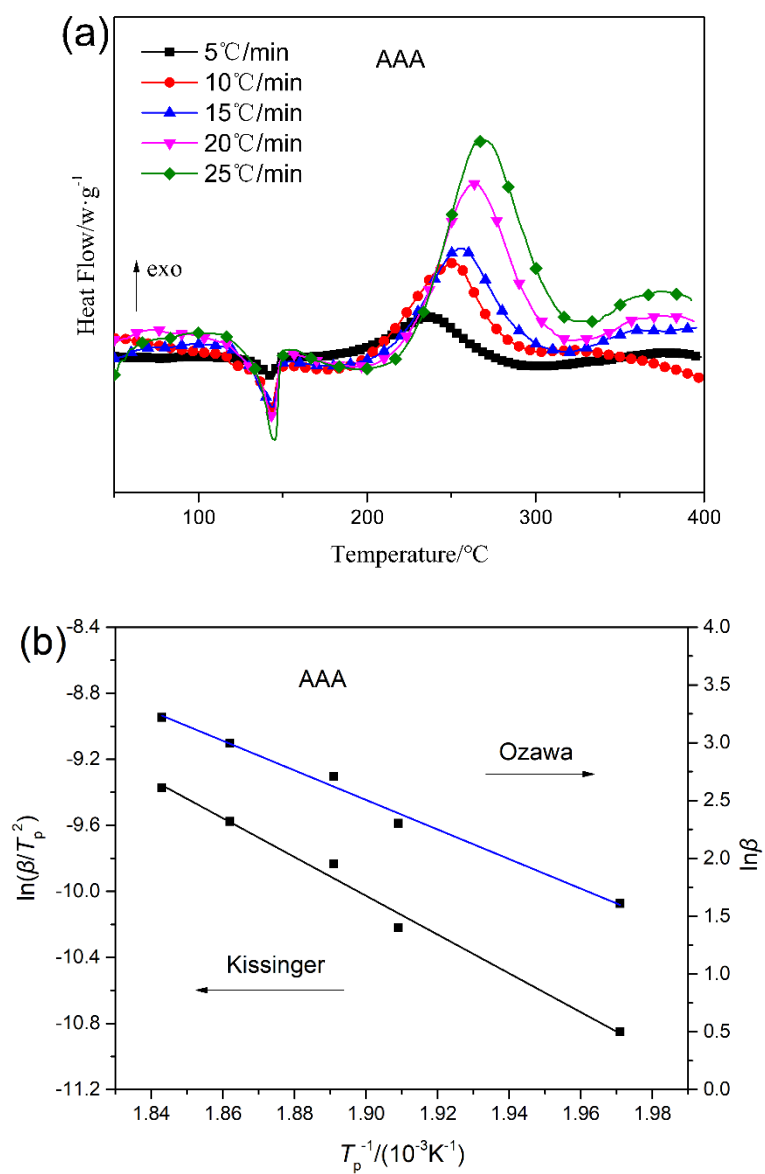 (a)
AAA
5℃/min
10℃/min
15℃/min
20℃/min
25℃/min
exo
Heat Flow/w·g⁻¹
100
200
300
400
Temperature/°C
(b)
AAA
-8.4
-8.8
-9.2
-9.6
-10.0
-10.4
-10.8
-11.2
ln(β/Tₚ²)
Ozawa
Kissinger
4.0
3.5
3.0
2.5
2.0
1.5
1.0
0.5
0.0
lnβ
1.84 1.86 1.88 1.90 1.92 1.94 1.96 1.98
Tₚ⁻¹/(10⁻³K⁻¹)